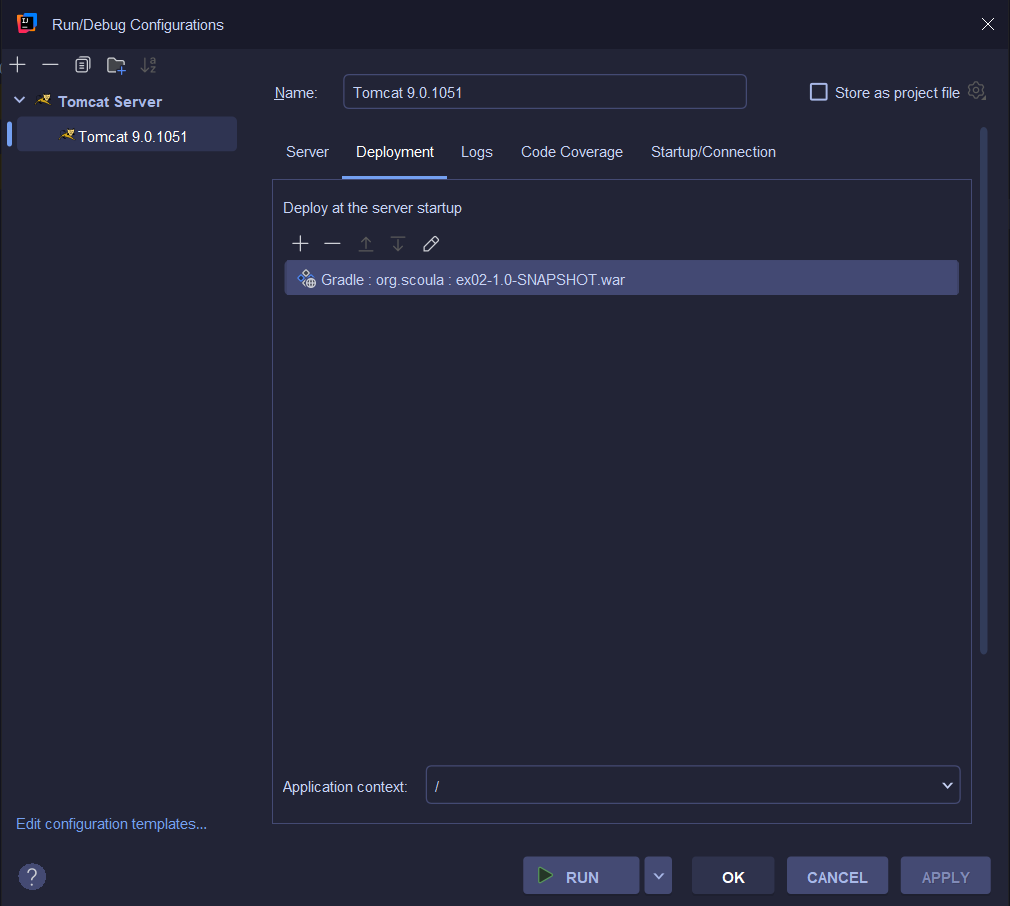 Run/Debug Configurations
Name: Tomcat 9.0.1051 Store as project file
Tomcat Server
Tomcat 9.0.1051
Server Deployment Logs Code Coverage Startup/Connection
Deploy at the server startup
Gradle : org.scoula : ex02-1.0-SNAPSHOT.war
Application context: /
Edit configuration templates...
? RUN OK CANCEL APPLY